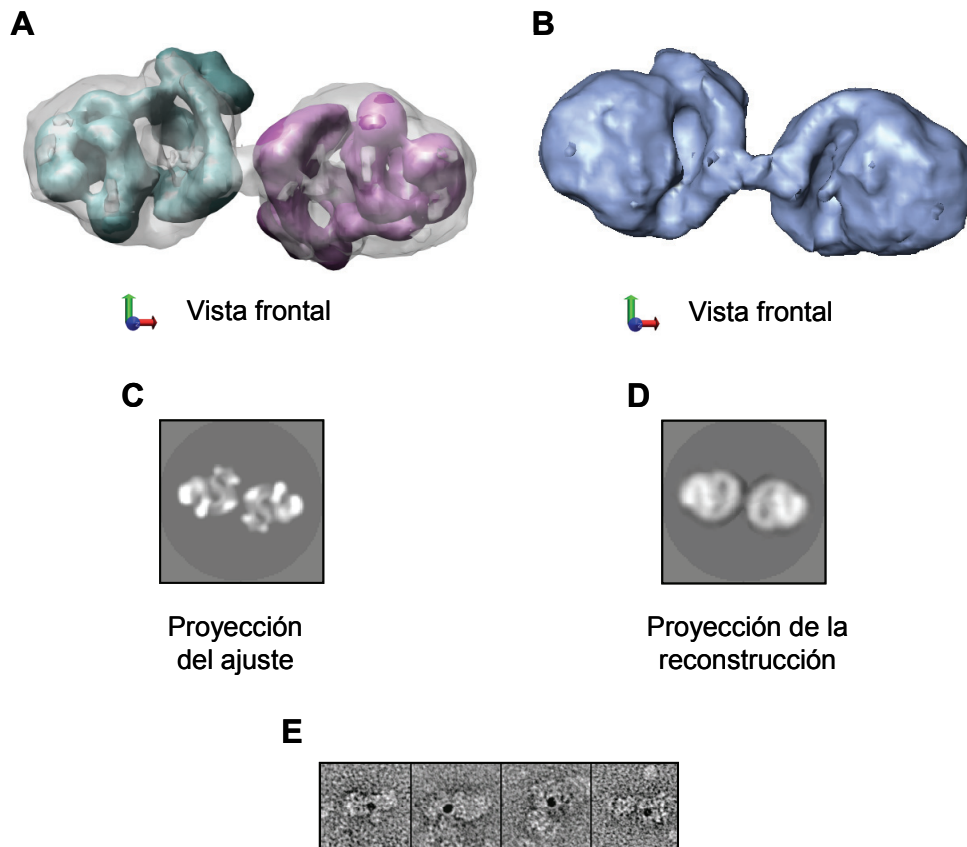 A
B
Vista frontal
Vista frontal
C
D
Proyección
del ajuste
Proyección de la
reconstrucción
E